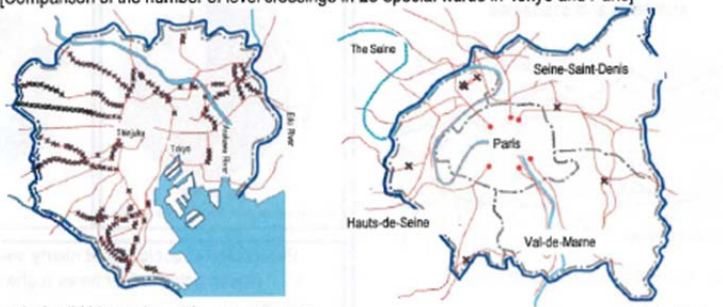 [Comparison of the number of level crossings in 23 special wards in Tokyo and Paris]
The Seine
Seine-Saint-Denis
Shinjuku
Tokyo
Arakawa River
Edo River
Paris
Hauts-de-Seine
Val-de-Marne